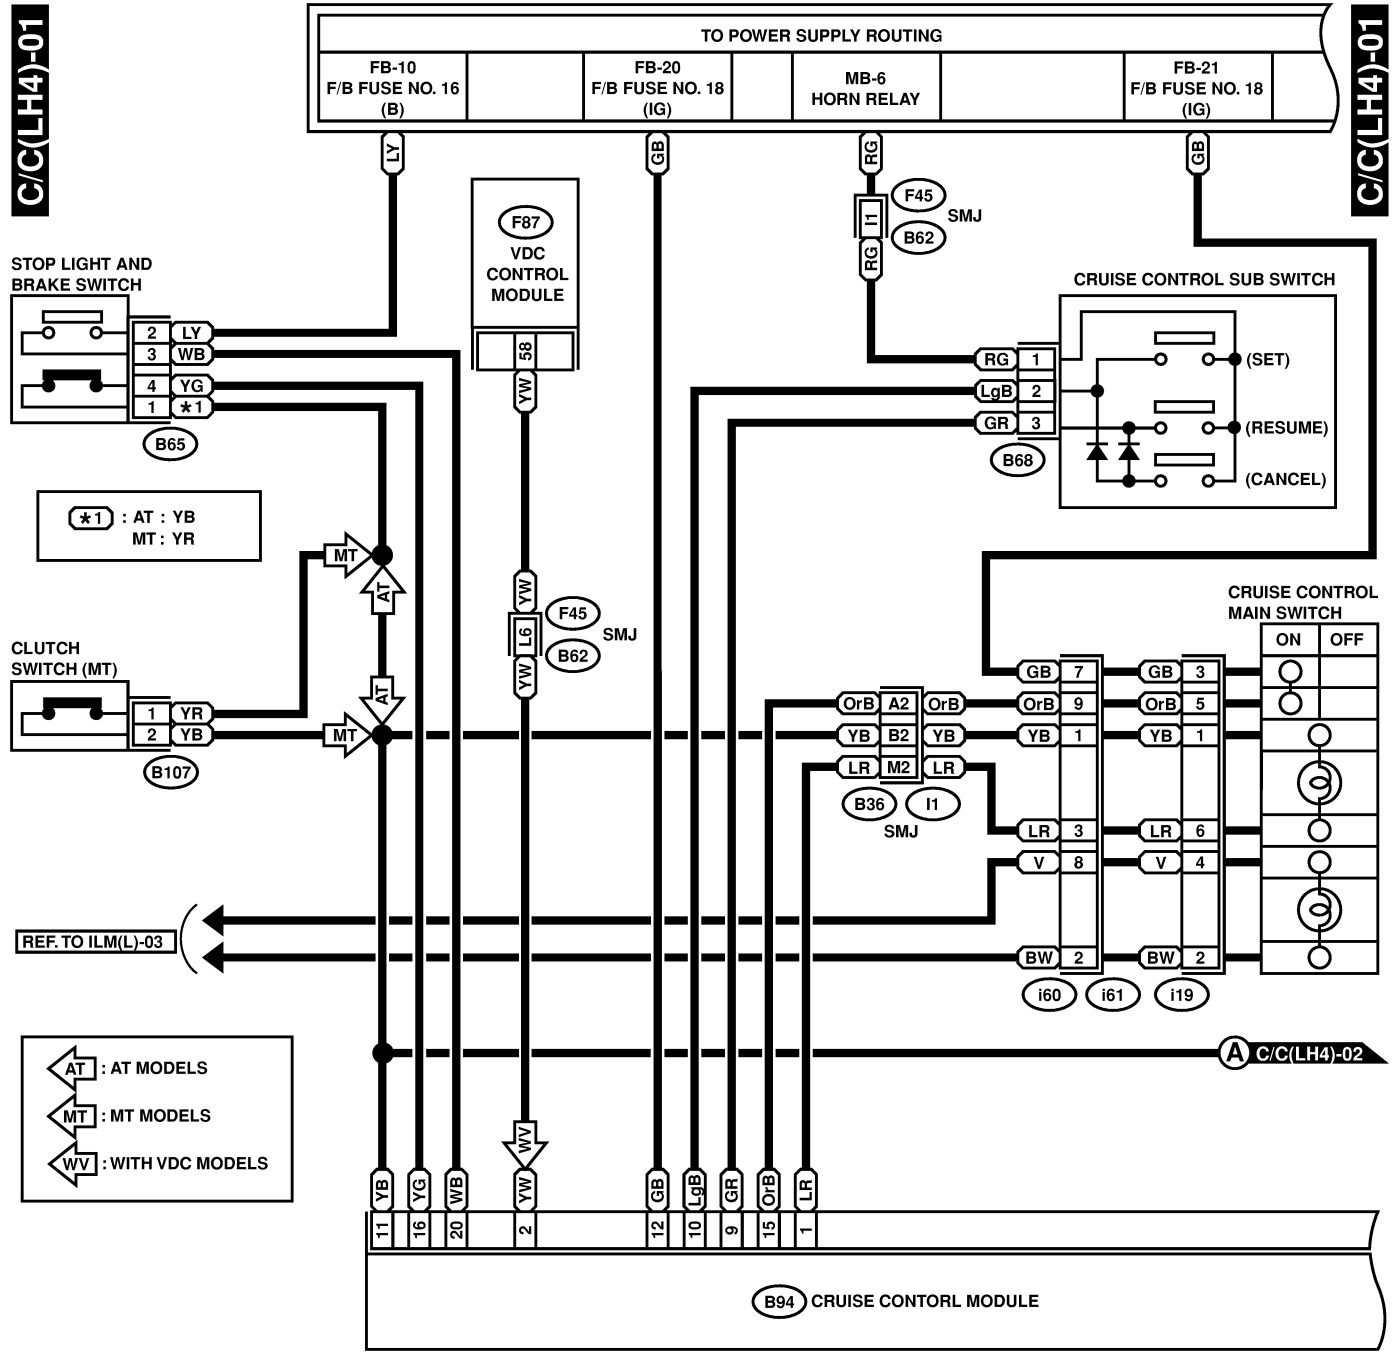 C/C(LH4)-01
C/C(LH4)-01
TO POWER SUPPLY ROUTING
FB-10
F/B FUSE NO. 16
(B)
FB-20
F/B FUSE NO. 18
(IG)
MB-6
HORN RELAY
FB-21
F/B FUSE NO. 18
(IG)
LY
GB
RG
GB
I1
F45
SMJ
B62
RG
F87
VDC
CONTROL
MODULE
58
YW
STOP LIGHT AND
BRAKE SWITCH
2 LY
3 WB
4 YG
1 *1
B65
*1 : AT : YB
MT : YR
CRUISE CONTROL SUB SWITCH
RG 1
LgB 2
GR 3
B68
(SET)
(RESUME)
(CANCEL)
MT
AT
AT
MT
YW
L6
YW
F45
SMJ
B62
CLUTCH
SWITCH (MT)
1 YR
2 YB
B107
CRUISE CONTROL
MAIN SWITCH
ON OFF
GB 7 GB 3
OrB A2 OrB OrB 9 OrB 5
YB B2 YB YB 1 YB 1
LR M2 LR
B36 I1
SMJ
LR 3 LR 6
V 8 V 4
BW 2 BW 2
i60 i61 i19
REF. TO ILM(L)-03
AT : AT MODELS
MT : MT MODELS
WV : WITH VDC MODELS
A C/C(LH4)-02
WV
YB YG WB YW GB LgB GR OrB LR
11 16 20 2 12 10 9 15 1
B94 CRUISE CONTORL MODULE